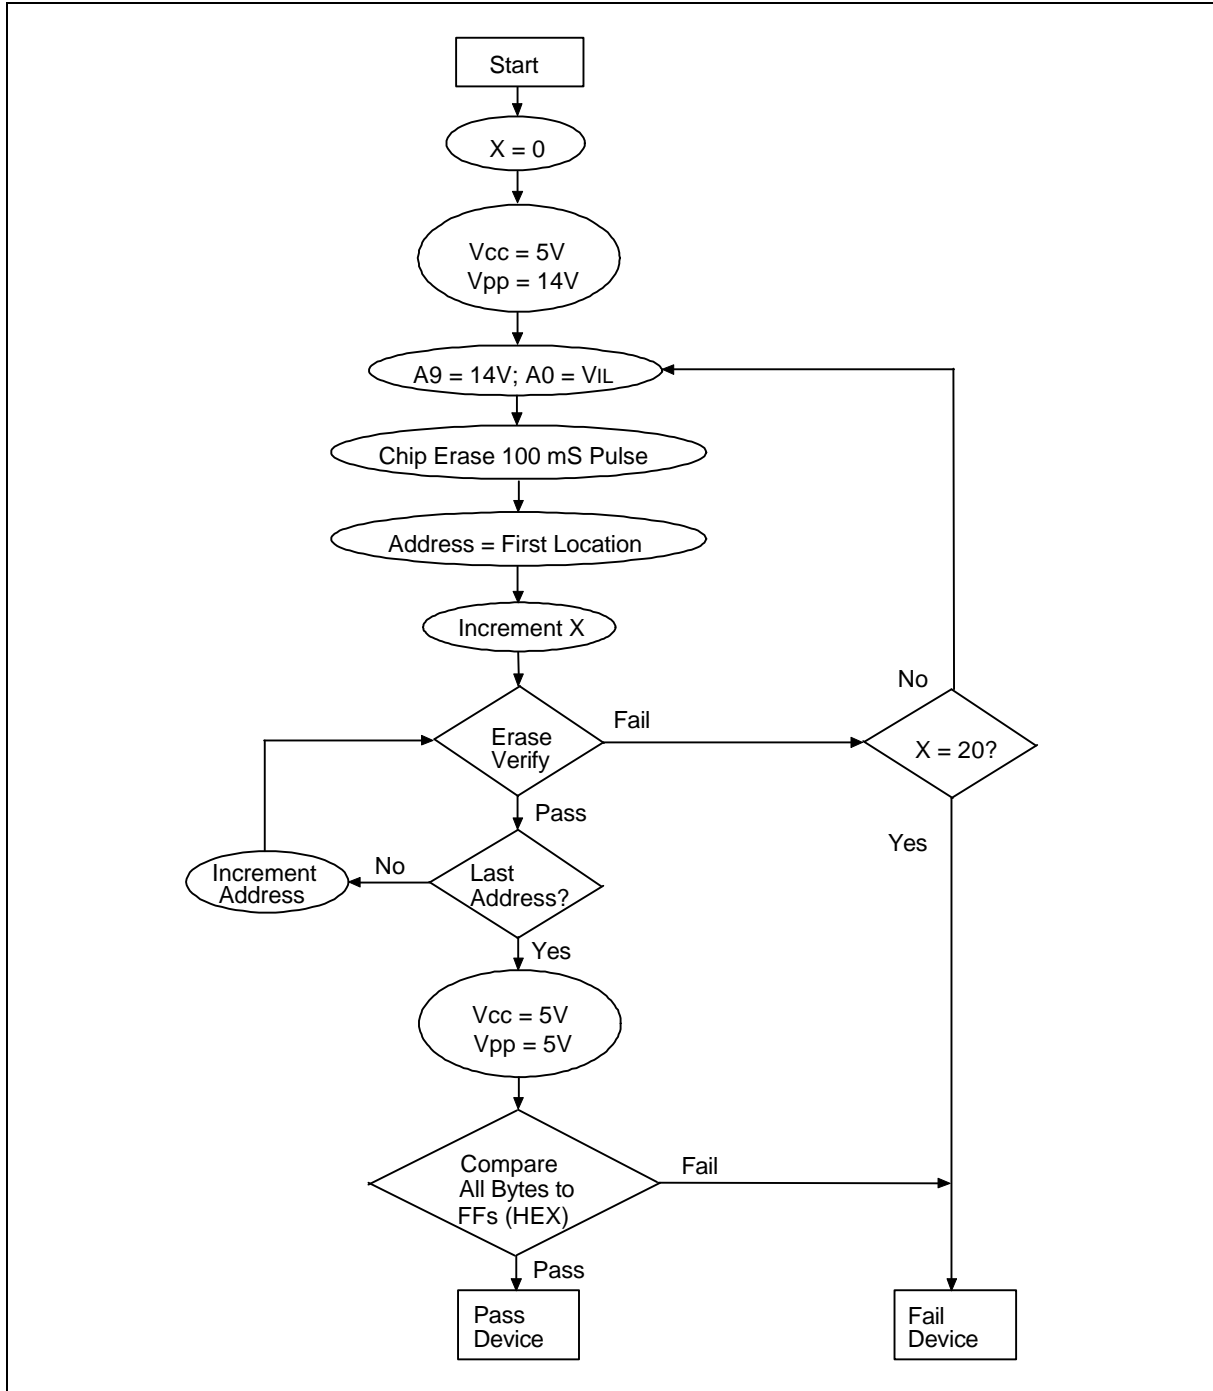 Start
X = 0
Vcc = 5V
Vpp = 14V
A9 = 14V; A0 = VIL
Chip Erase 100 mS Pulse
Address = First Location
Increment X
Erase
Verify
Fail
No
X = 20?
Pass
Yes
Increment
Address
No
Last
Address?
Yes
Vcc = 5V
Vpp = 5V
Compare
All Bytes to
FFs (HEX)
Fail
Pass
Pass
Device
Fail
Device